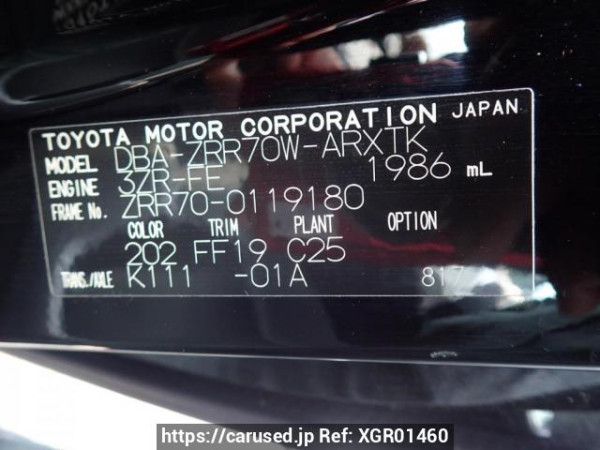 TOYOTA MOTOR CORPORATION JAPAN
MODEL DBA-ZRR70W-ARXTK
ENGINE 3ZR-FE 1986 mL
FRAME No. ZRR70-0119180
COLOR TRIM PLANT OPTION
202 FF19 C25
TRANS./AXLE K111 -01A 817
https://carused.jp Ref: XGR01460